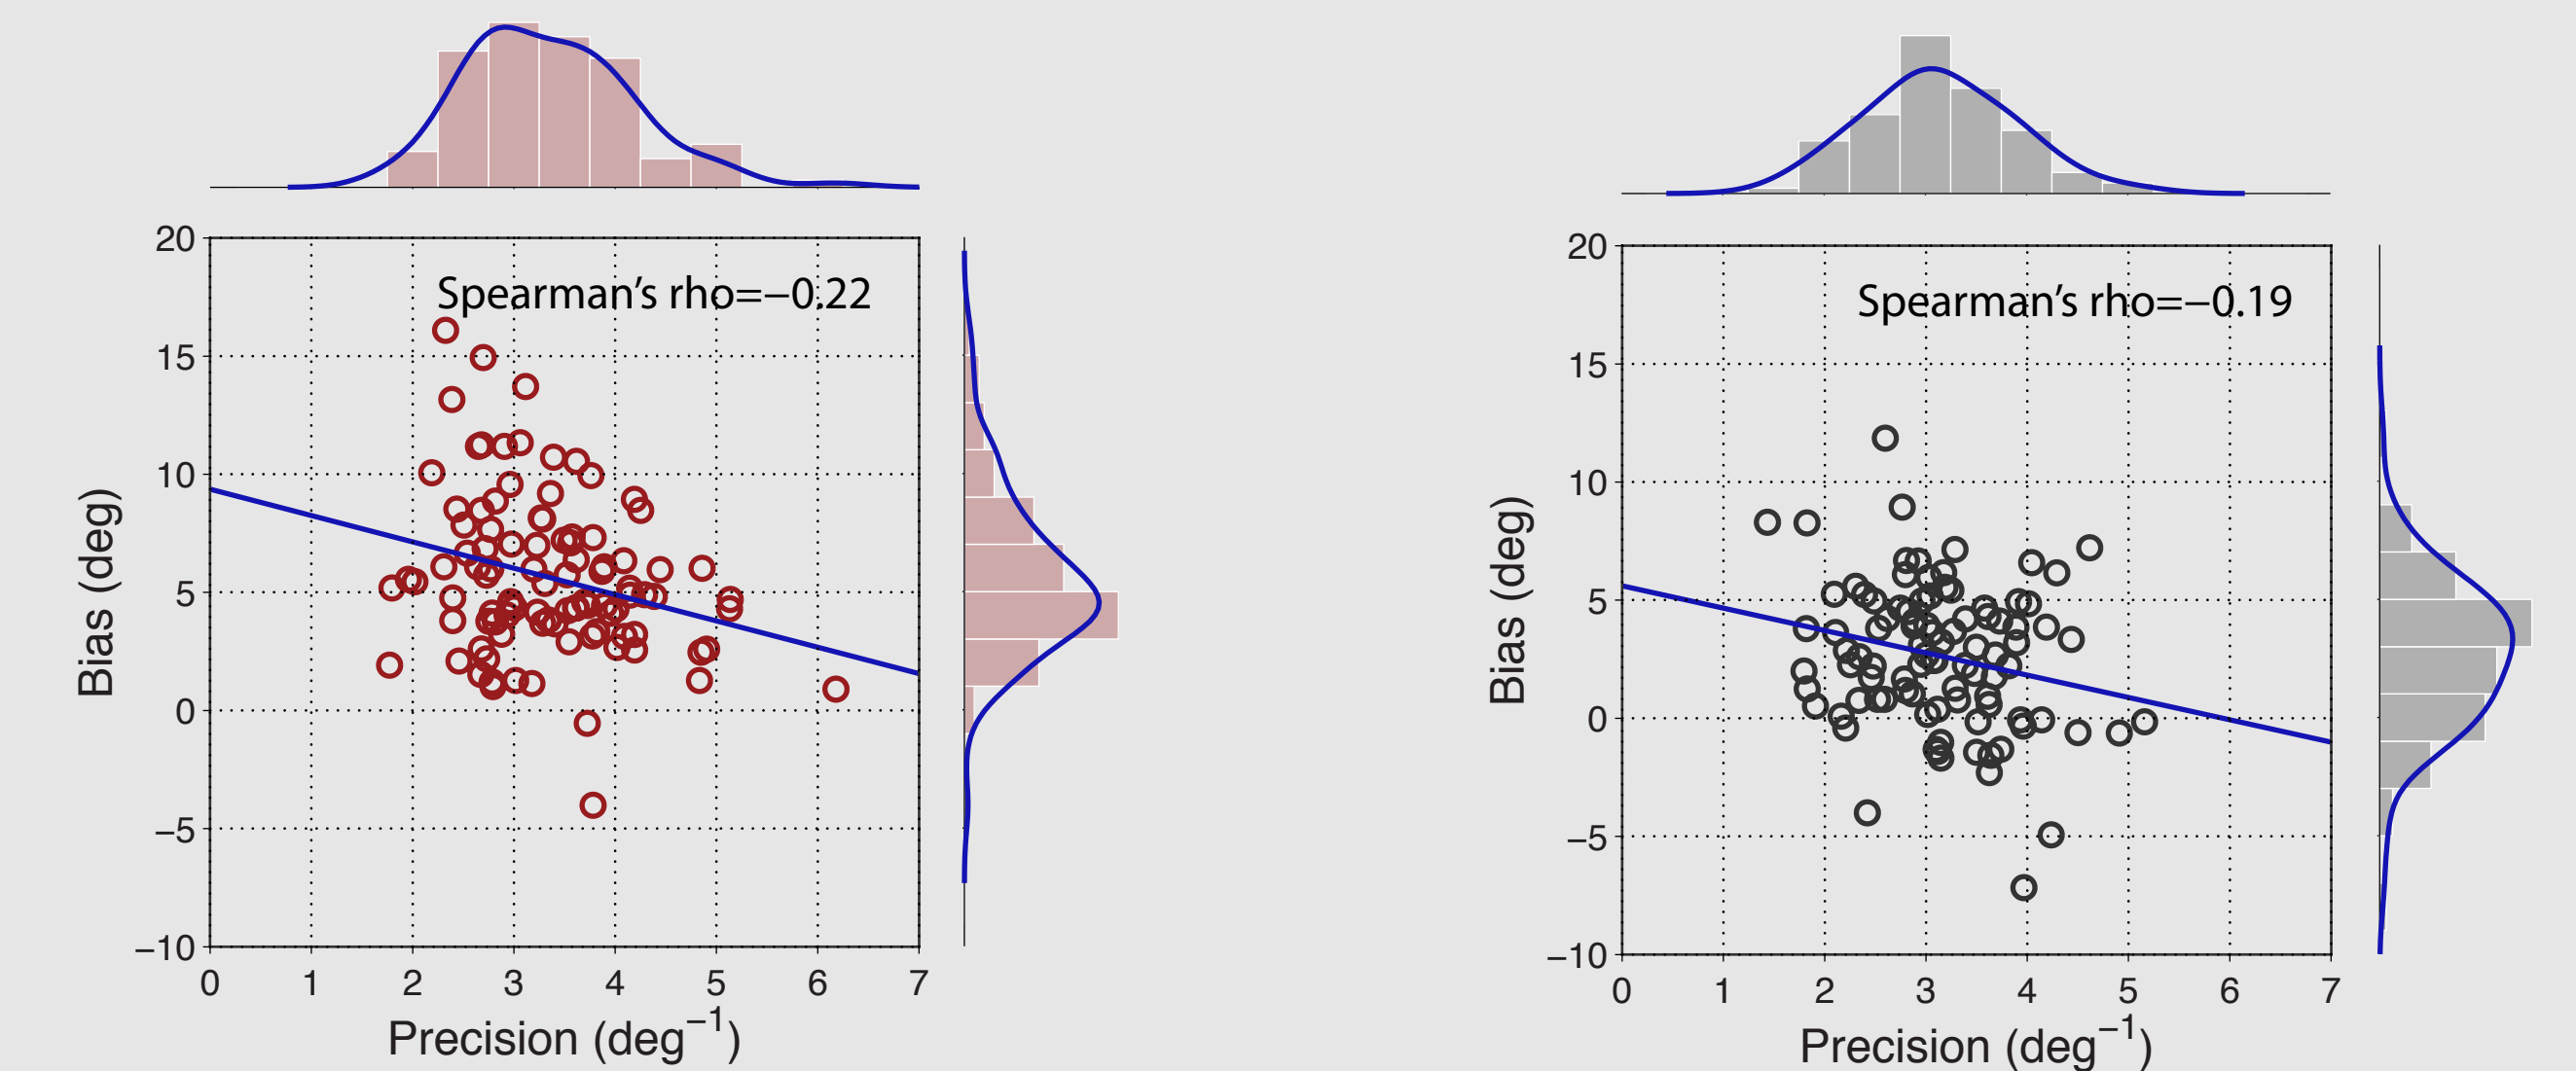 20
Spearman's rho=−0.22
15
10
5
0
−5
−10
Bias (deg)
0 1 2 3 4 5 6 7
Precision (deg⁻¹)
20
Spearman's rho=−0.19
15
10
5
0
−5
−10
Bias (deg)
0 1 2 3 4 5 6 7
Precision (deg⁻¹)